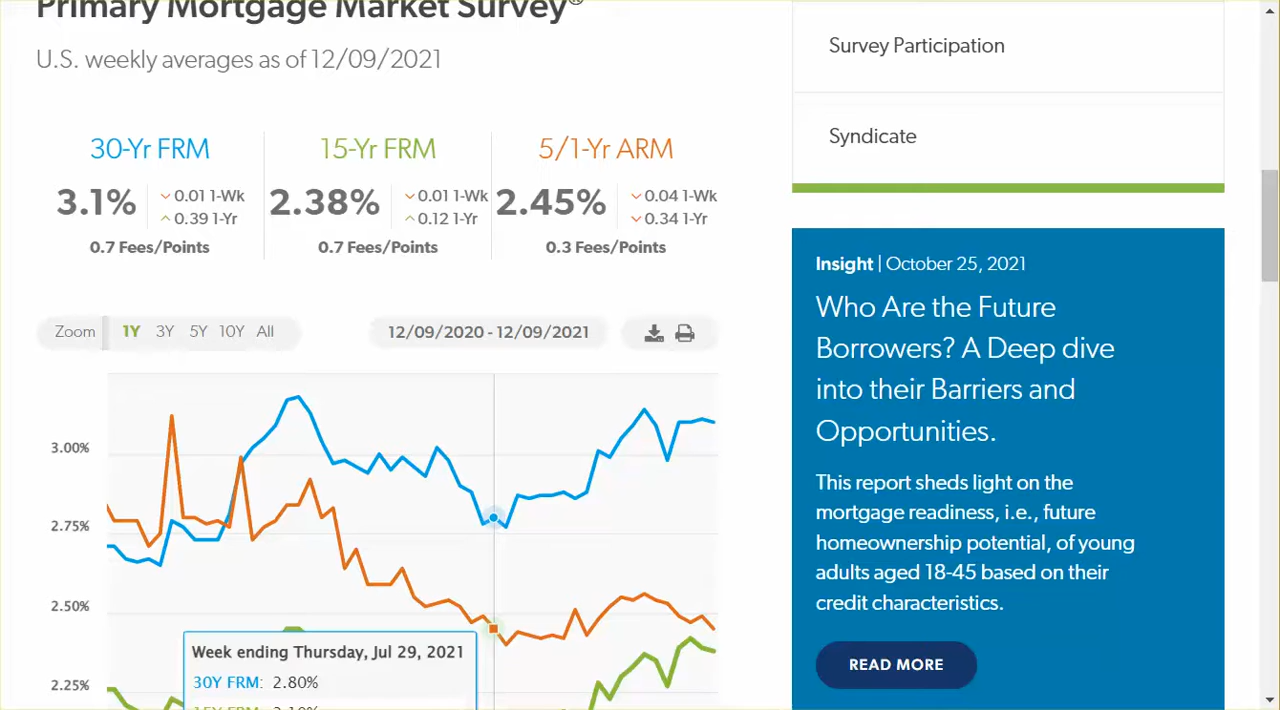 Primary Mortgage Market Survey®
U.S. weekly averages as of 12/09/2021
30-Yr FRM
3.1%
0.01 1-Wk
0.39 1-Yr
0.7 Fees/Points
15-Yr FRM
2.38%
0.01 1-Wk
0.12 1-Yr
0.7 Fees/Points
5/1-Yr ARM
2.45%
0.04 1-Wk
0.34 1-Yr
0.3 Fees/Points
Zoom 1Y 3Y 5Y 10Y All
12/09/2020 - 12/09/2021
3.00%
2.75%
2.50%
2.25%
Week ending Thursday, Jul 29, 2021
30Y FRM: 2.80%
15Y FRM: 2.10%
Survey Participation
Syndicate
Insight | October 25, 2021
Who Are the Future
Borrowers? A Deep dive
into their Barriers and
Opportunities.
This report sheds light on the
mortgage readiness, i.e., future
homeownership potential, of young
adults aged 18-45 based on their
credit characteristics.
READ MORE